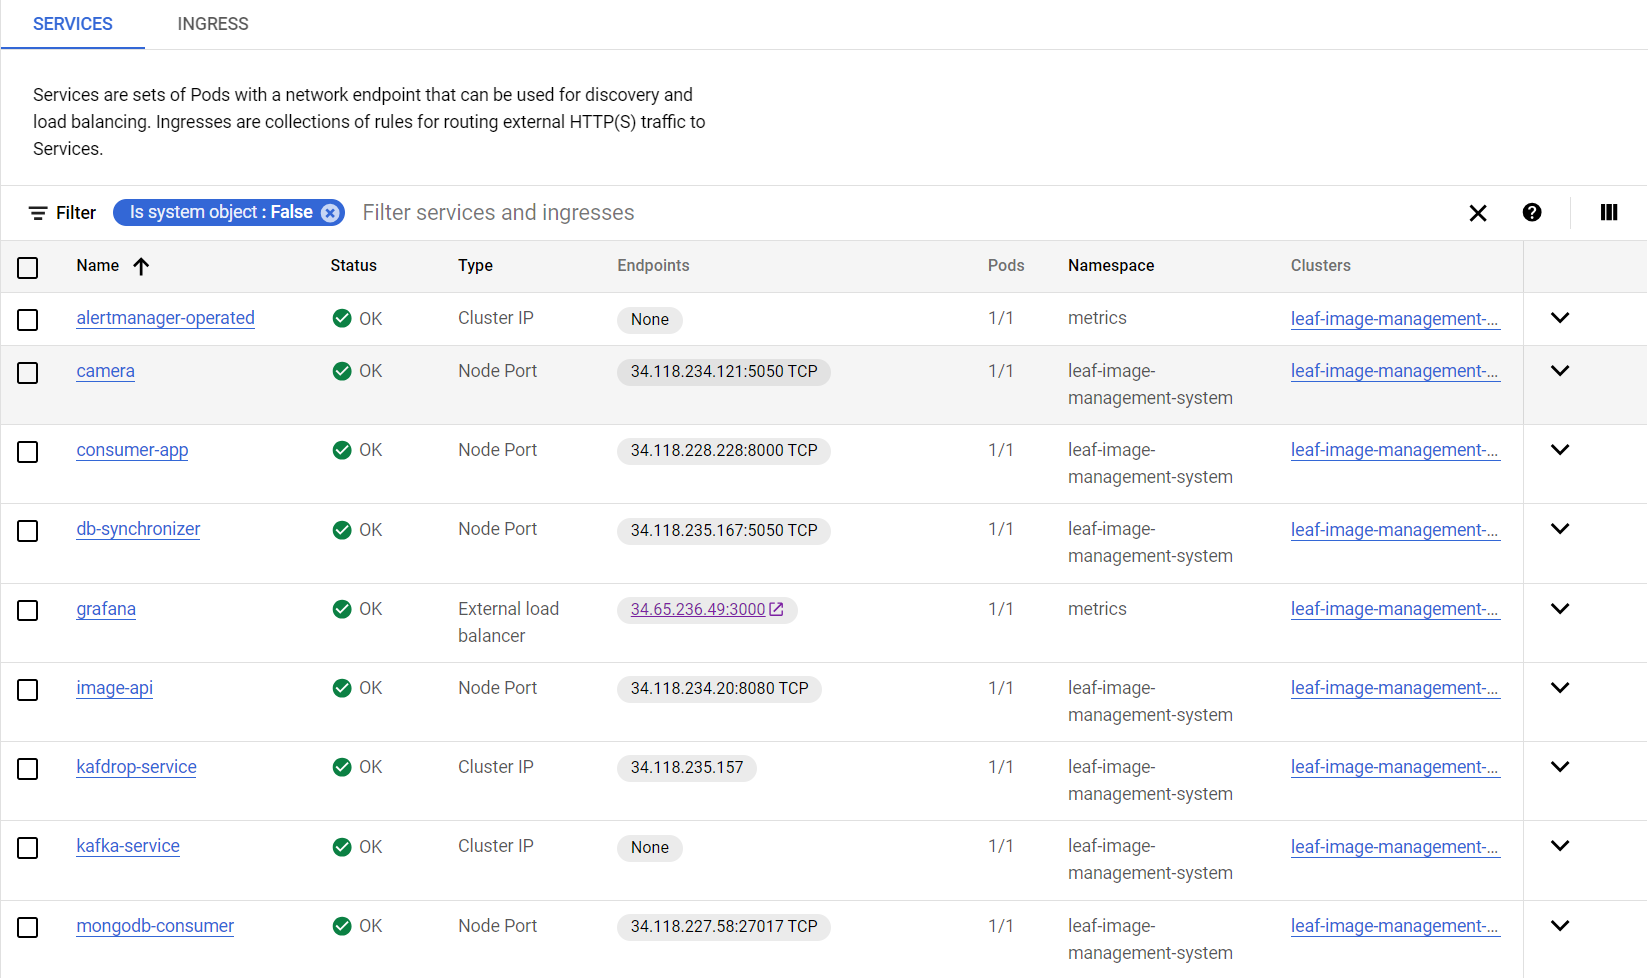 SERVICES INGRESS
Services are sets of Pods with a network endpoint that can be used for discovery and
load balancing. Ingresses are collections of rules for routing external HTTP(S) traffic to
Services.
Filter Is system object : False Filter services and ingresses
Name Status Type Endpoints Pods Namespace Clusters
alertmanager-operated OK Cluster IP None 1/1 metrics leaf-image-management-...
camera OK Node Port 34.118.234.121:5050 TCP 1/1 leaf-image- leaf-image-management-...
management-system
consumer-app OK Node Port 34.118.228.228:8000 TCP 1/1 leaf-image- leaf-image-management-...
management-system
db-synchronizer OK Node Port 34.118.235.167:5050 TCP 1/1 leaf-image- leaf-image-management-...
management-system
grafana OK External load 34.65.236.49:3000 1/1 metrics leaf-image-management-...
balancer
image-api OK Node Port 34.118.234.20:8080 TCP 1/1 leaf-image- leaf-image-management-...
management-system
kafdrop-service OK Cluster IP 34.118.235.157 1/1 leaf-image- leaf-image-management-...
management-system
kafka-service OK Cluster IP None 1/1 leaf-image- leaf-image-management-...
management-system
mongodb-consumer OK Node Port 34.118.227.58:27017 TCP 1/1 leaf-image- leaf-image-management-...
management-system